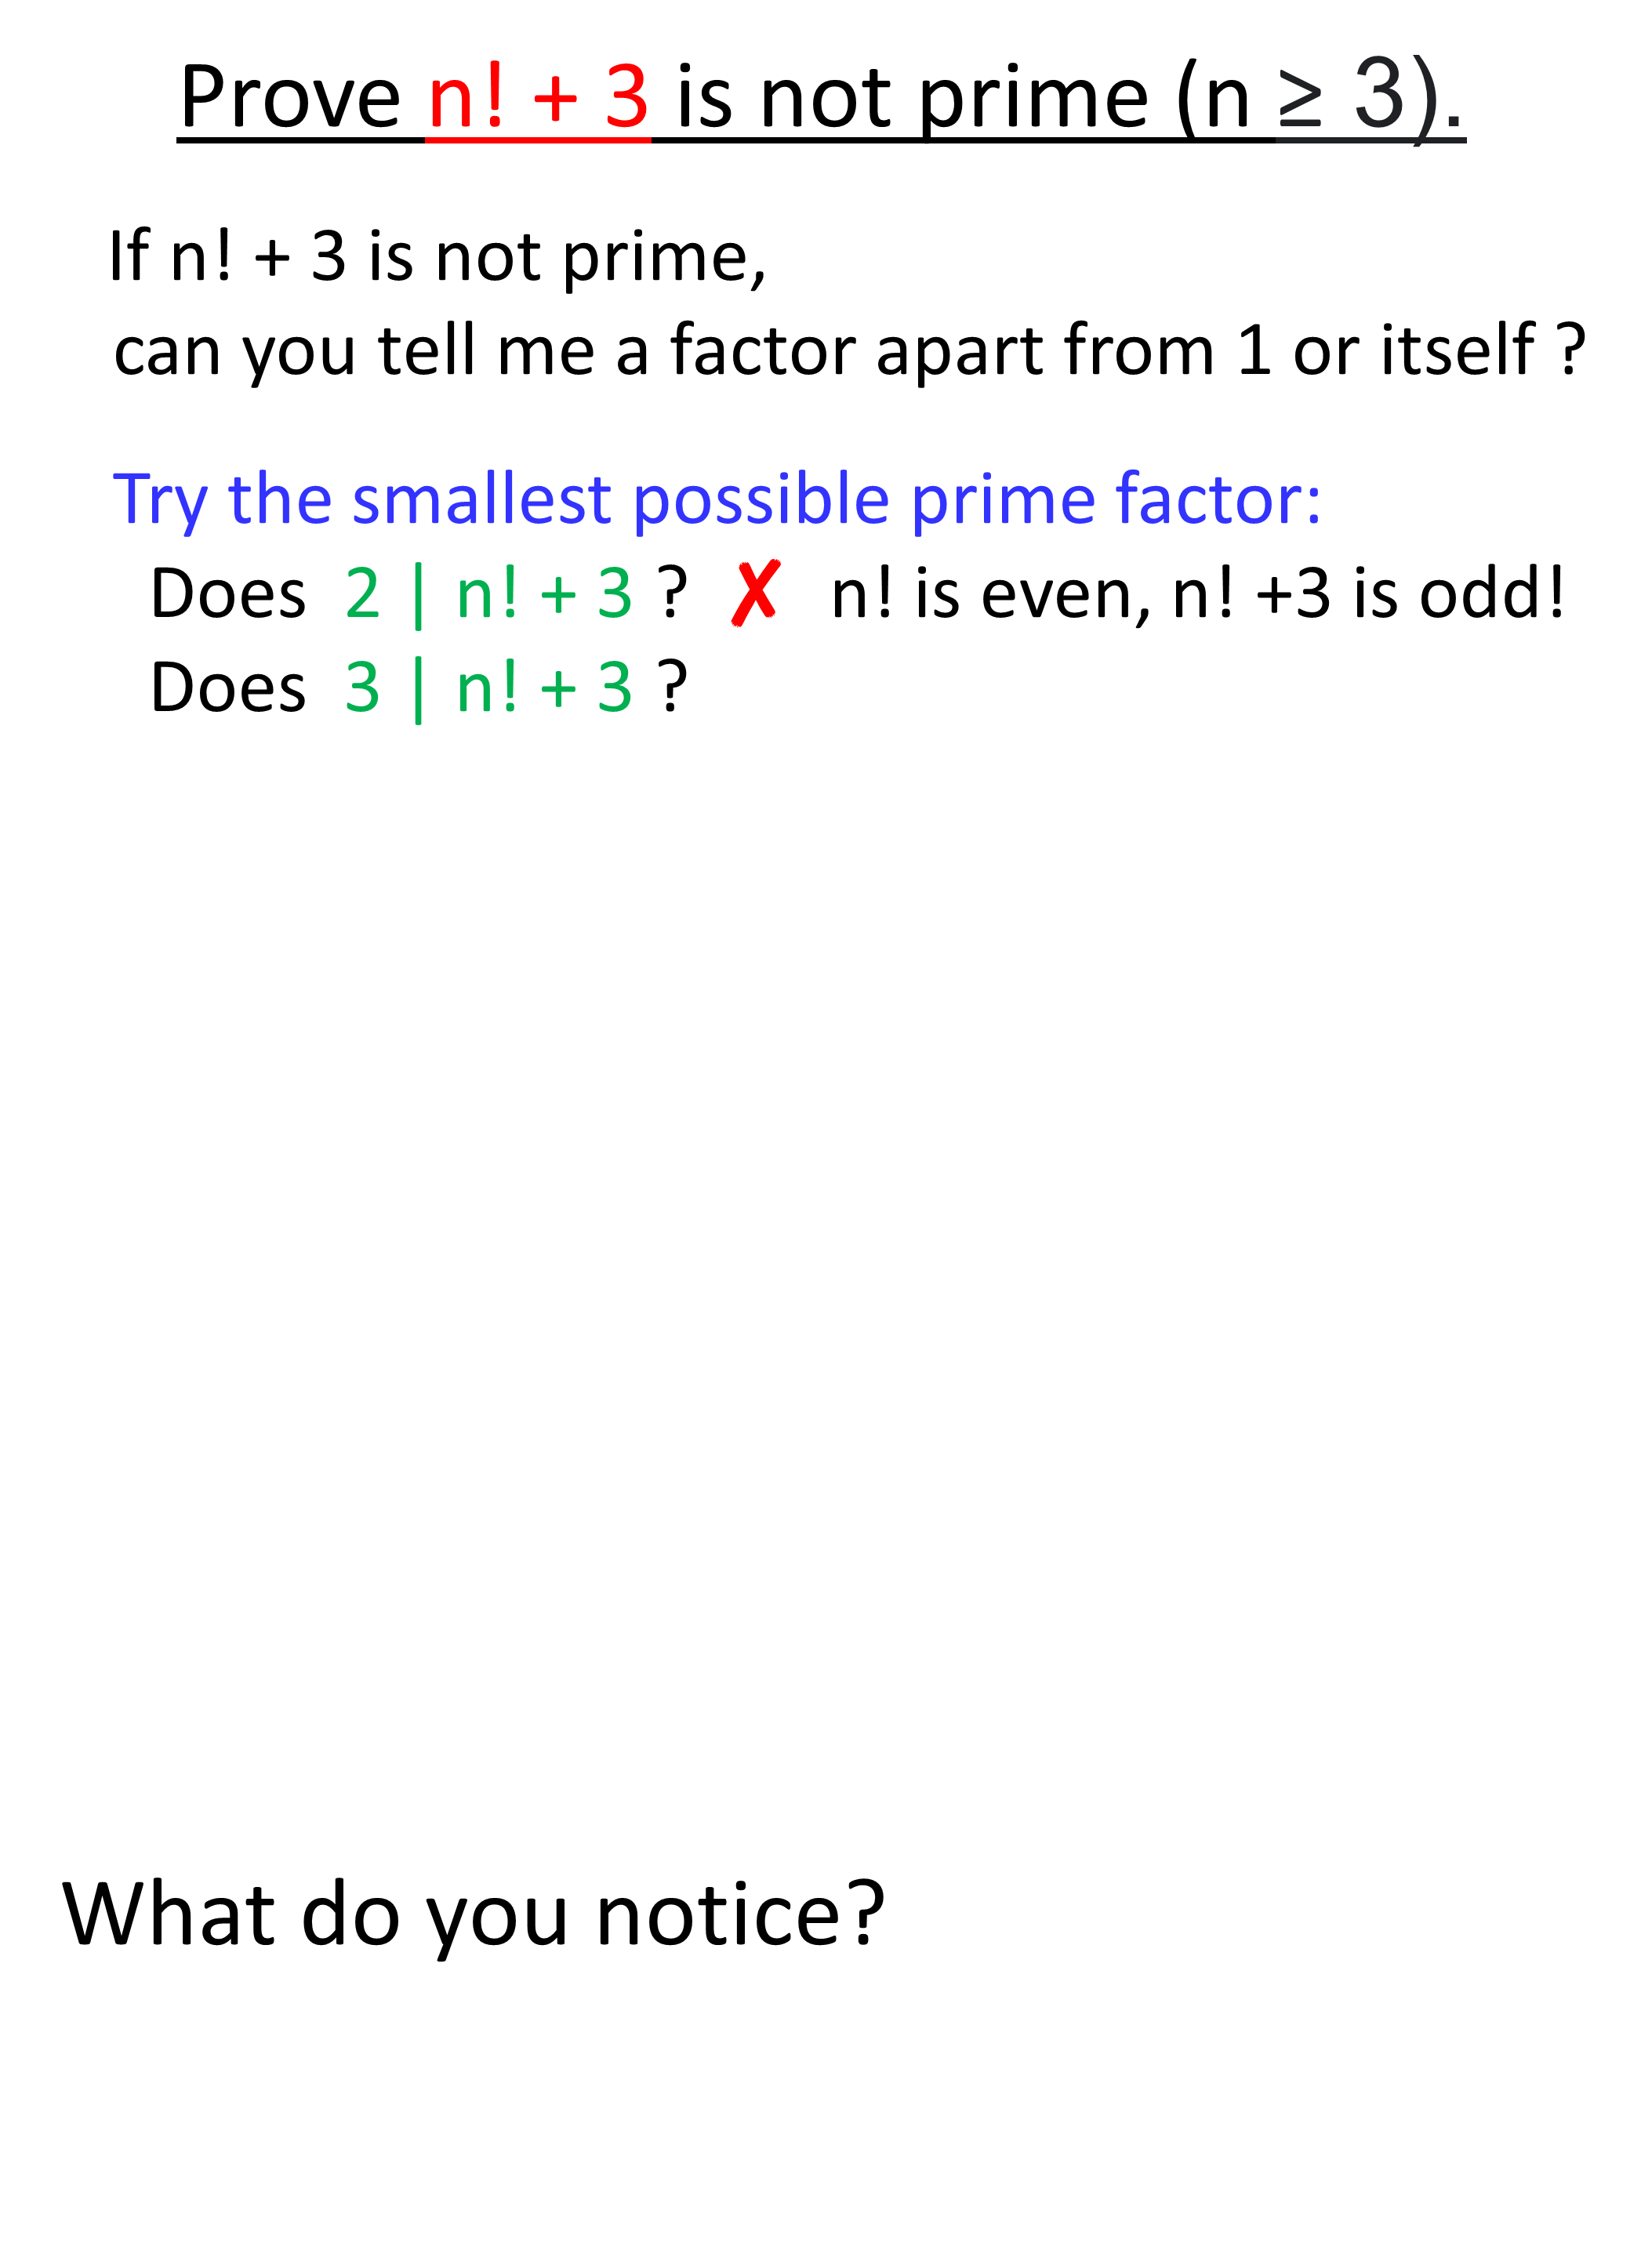 Prove n! + 3 is not prime (n ≥ 3).
If n! + 3 is not prime,
can you tell me a factor apart from 1 or itself ?
Try the smallest possible prime factor:
Does 2 | n! + 3 ? ✗ n! is even, n! +3 is odd!
Does 3 | n! + 3 ?
What do you notice?